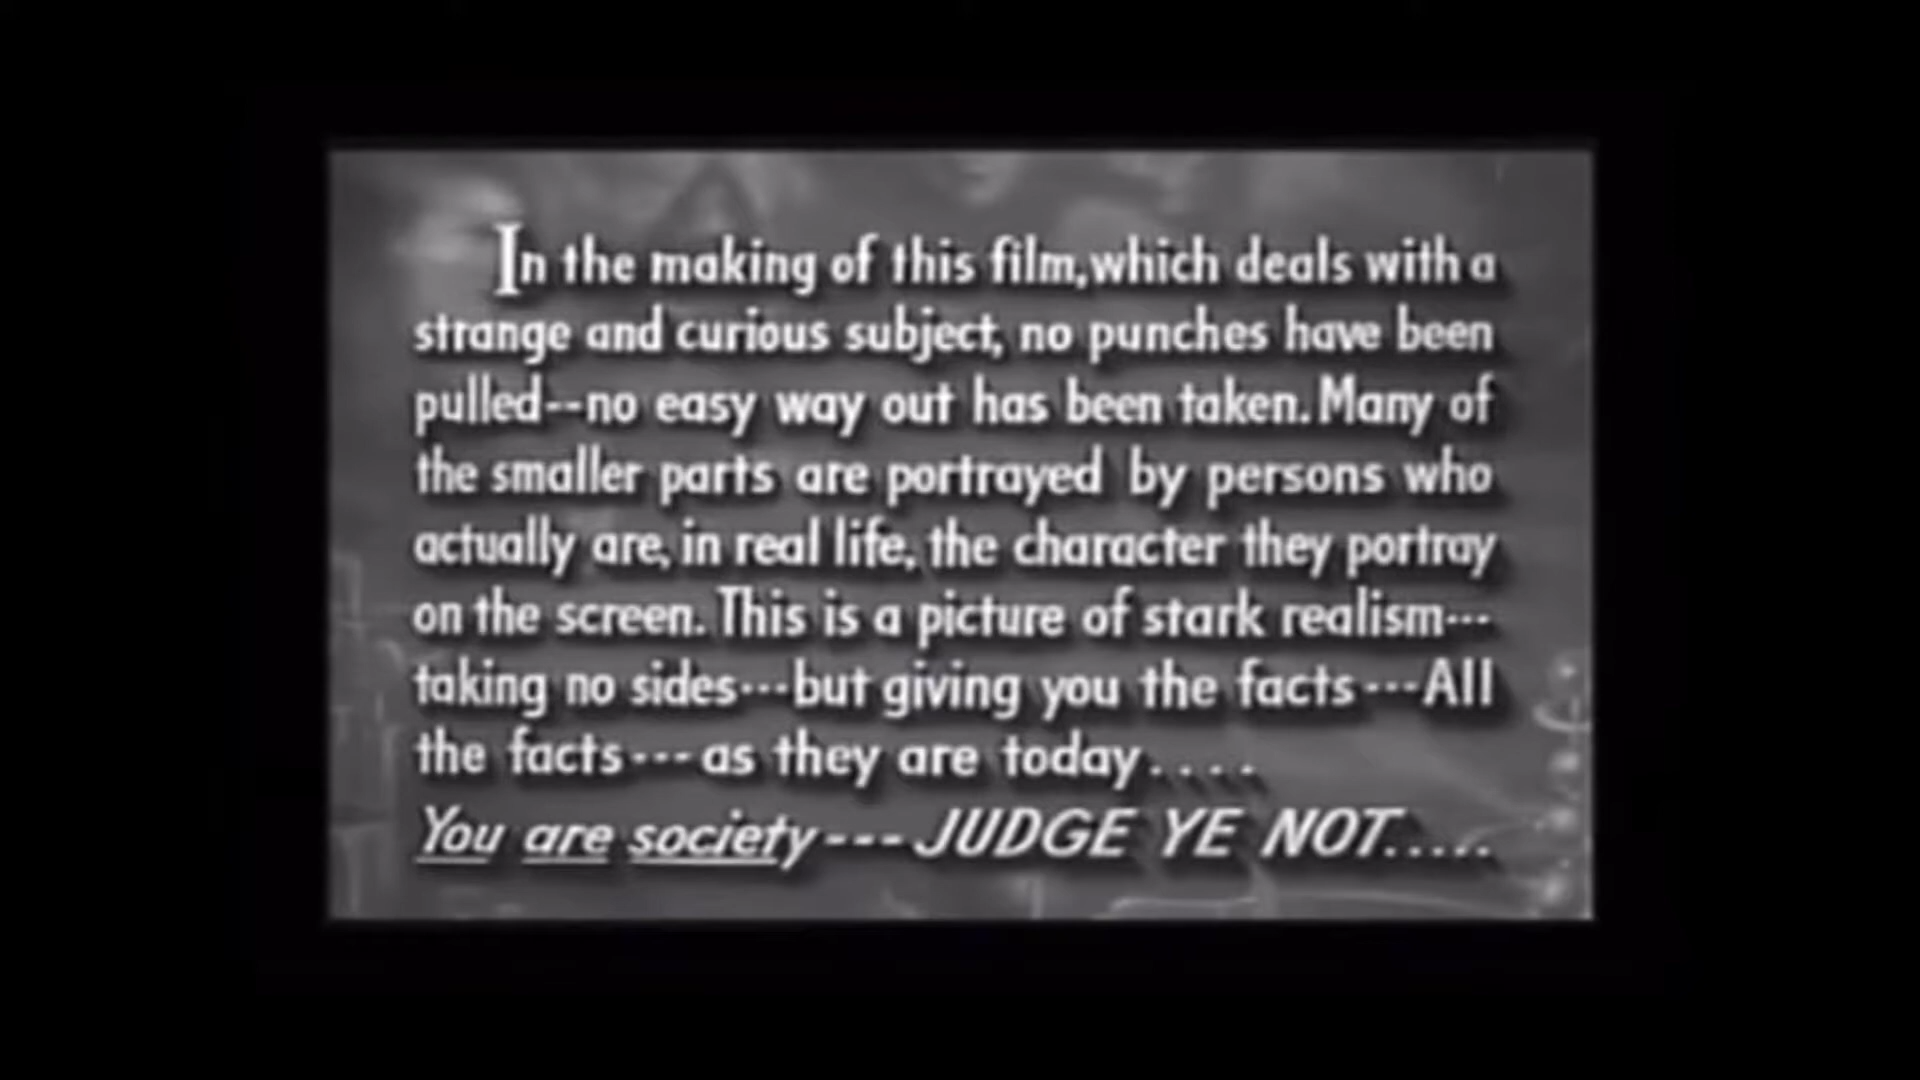 In the making of this film,which deals with a
strange and curious subject, no punches have been
pulled--no easy way out has been taken. Many of
the smaller parts are portrayed by persons who
actually are, in real life, the character they portray
on the screen. This is a picture of stark realism---
taking no sides---but giving you the facts---All
the facts---as they are today....
You are society---JUDGE YE NOT.....